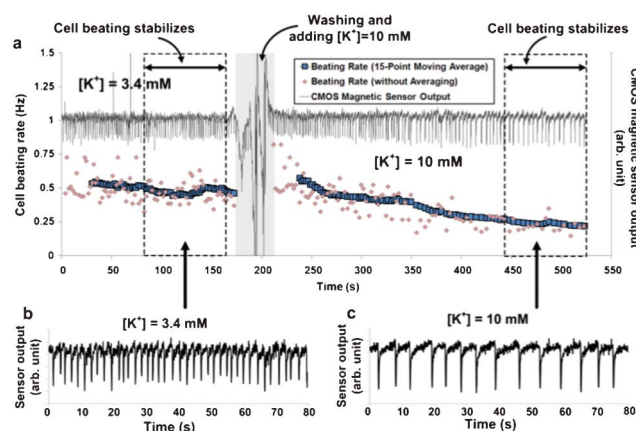 Cell beating stabilizes
Washing and
adding [K⁺]=10 mM
Cell beating stabilizes
a
[K⁺] = 3.4 mM
Beating Rate (15-Point Moving Average)
Beating Rate (without Averaging)
CMOS Magnetic Sensor Output
[K⁺] = 10 mM
Cell beating rate (Hz)
1.5
1.25
1
0.75
0.5
0.25
0
0 50 100 150 200 250 300 350 400 450 500 550
Time (s)
CMOS magnetic sensor output
(arb. unit)
b
[K⁺] = 3.4 mM
Sensor output
(arb. unit)
0 10 20 30 40 50 60 70 80
Time (s)
c
[K⁺] = 10 mM
Sensor output
(arb. unit)
0 10 20 30 40 50 60 70 80
Time (s)